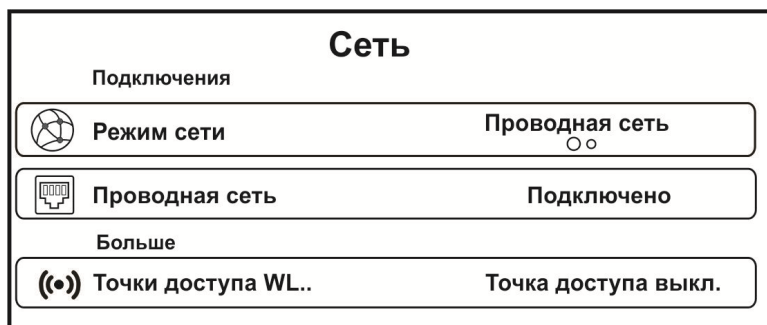 Сеть
Подключения
Режим сети
Проводная сеть
Проводная сеть
Подключено
Больше
Точки доступа WL..
Точка доступа выкл.